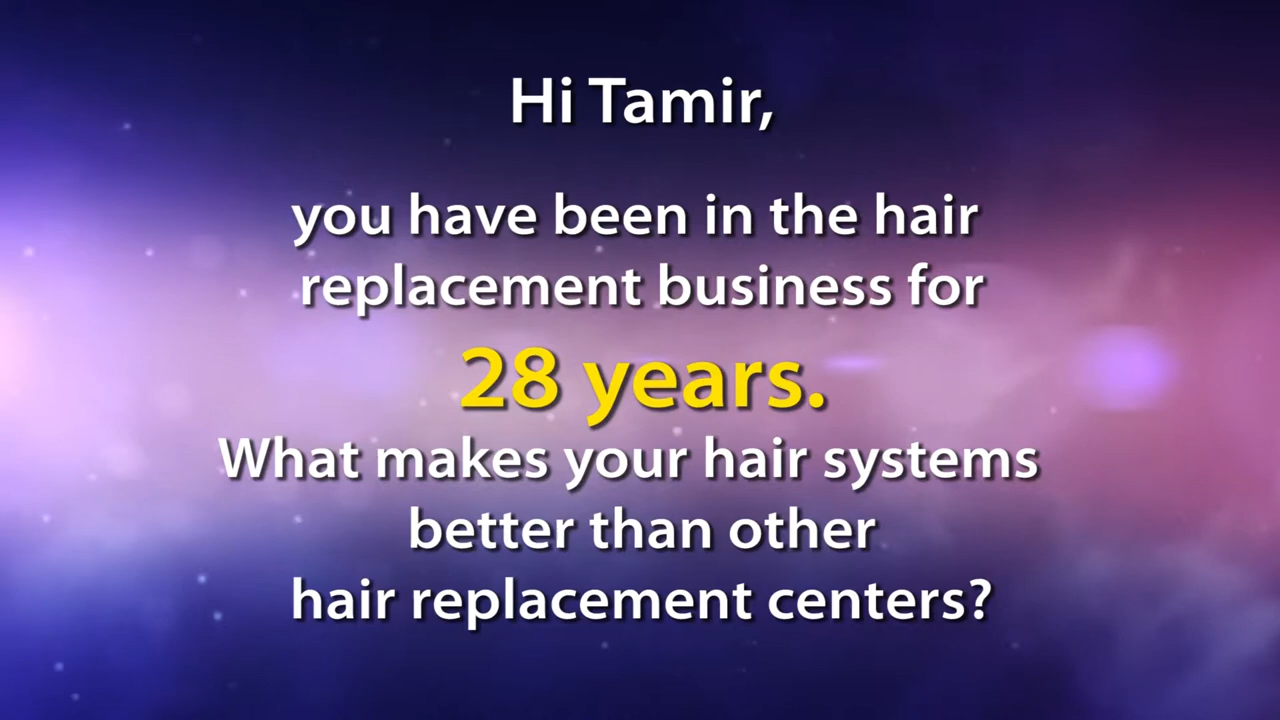 Hi Tamir,
you have been in the hair
replacement business for
28 years.
What makes your hair systems
better than other
hair replacement centers?